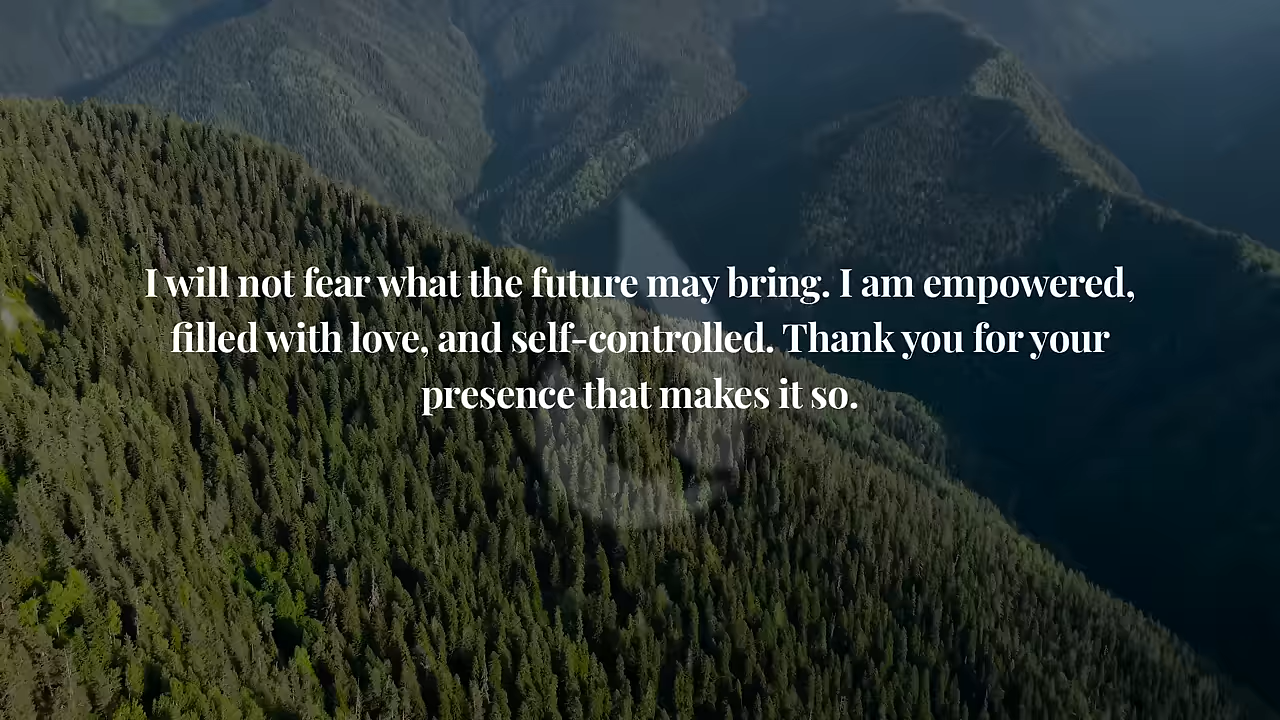 I will not fear what the future may bring. I am empowered,
filled with love, and self-controlled. Thank you for your
presence that makes it so.